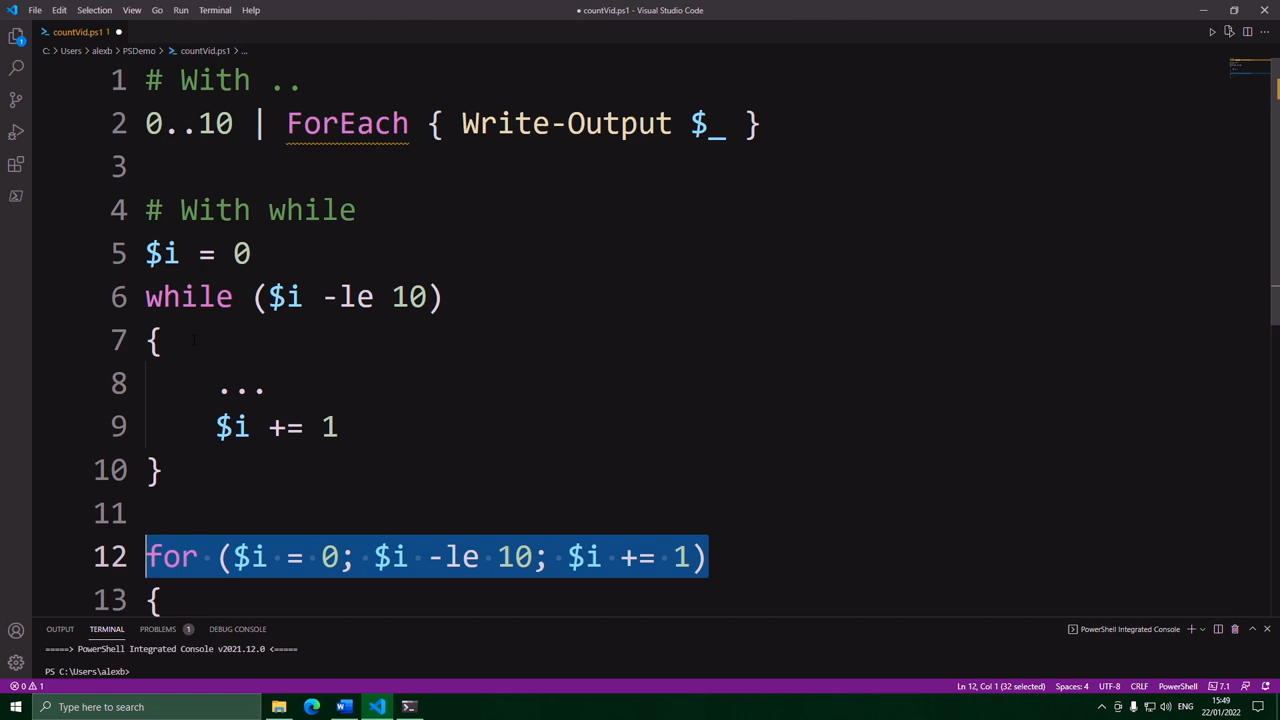 File Edit Selection View Go Run Terminal Help
● countVid.ps1 - Visual Studio Code
countVid.ps1 1 ●
C: > Users > alexb > PSDemo > countVid.ps1 > ...
1 # With ..
2 0..10 | ForEach { Write-Output $_ }
3
4 # With while
5 $i = 0
6 while ($i -le 10)
7 {
8 ...
9 $i += 1
10 }
11
12 for ($i = 0; $i -le 10; $i += 1)
13 {
OUTPUT TERMINAL PROBLEMS 1 DEBUG CONSOLE
PowerShell Integrated Console
=====> PowerShell Integrated Console v2021.12.0 <=====
PS C:\Users\alexb>
0 1
Ln 12, Col 1 (32 selected) Spaces: 4 UTF-8 CRLF PowerShell 7.1
Type here to search
ENG
15:49
22/01/2022